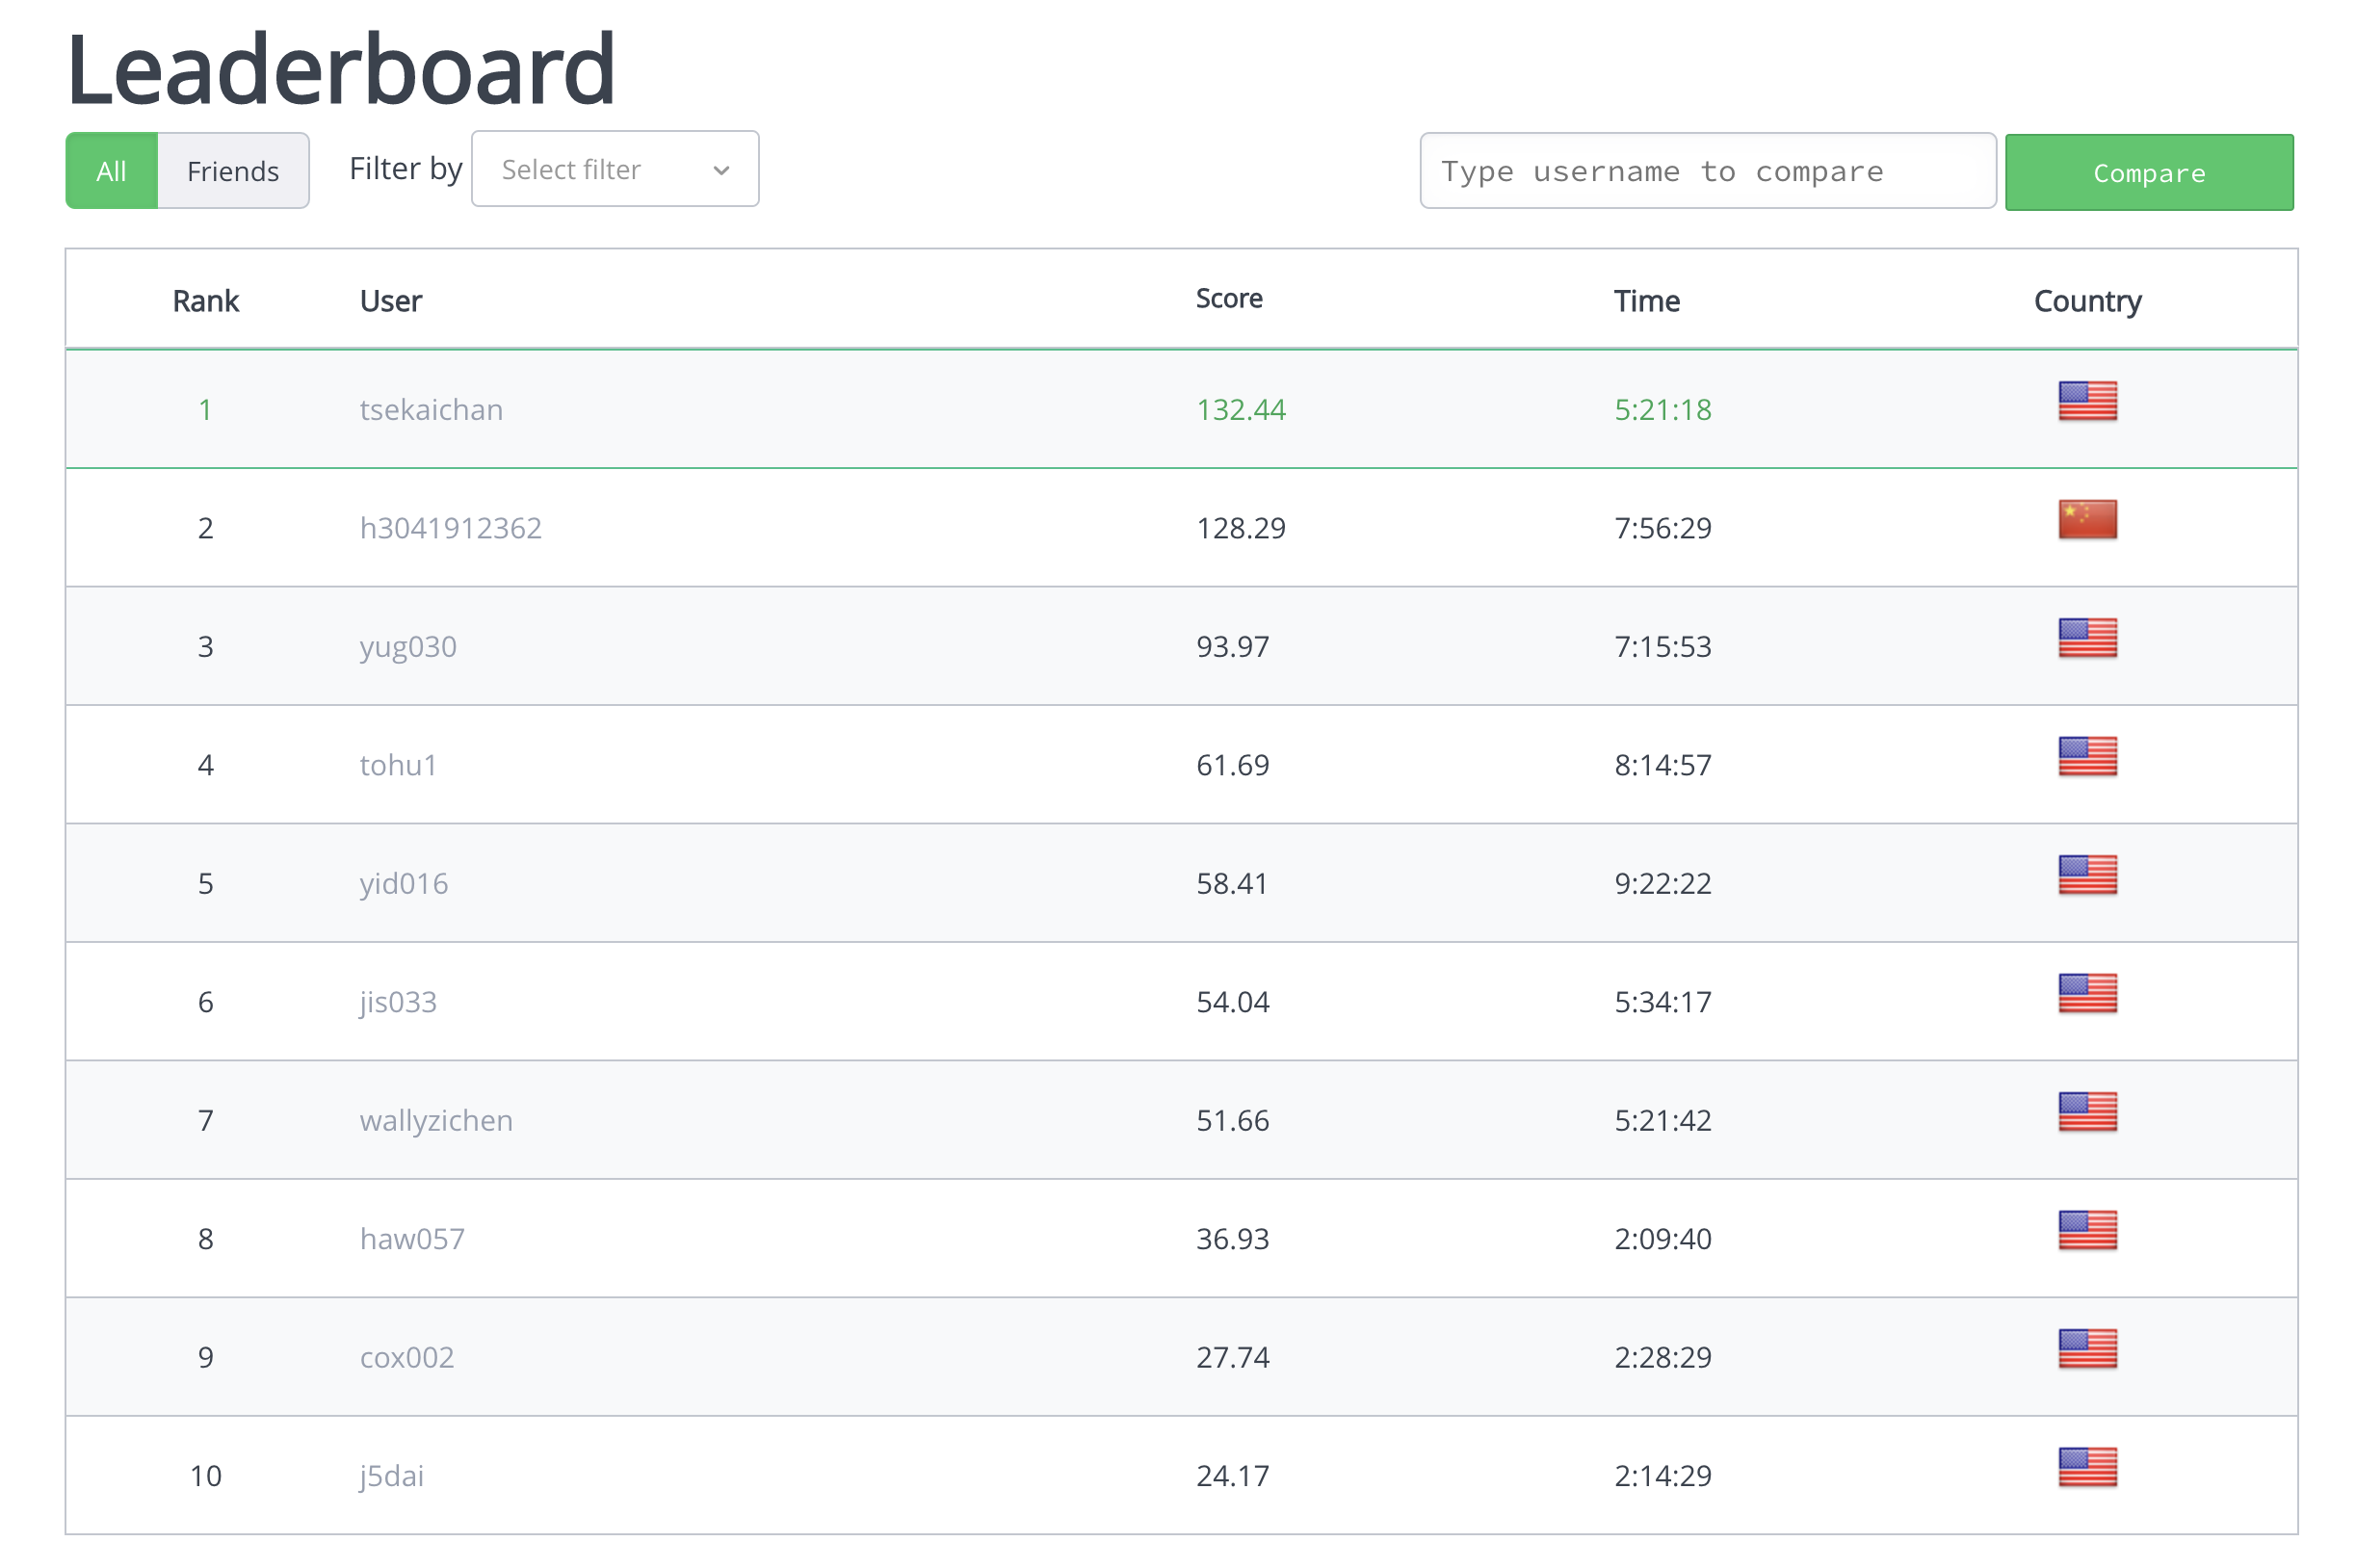 Leaderboard
All Friends Filter by Select filter Type username to compare Compare
Rank User Score Time Country
1 tsekaichan 132.44 5:21:18
2 h3041912362 128.29 7:56:29
3 yug030 93.97 7:15:53
4 tohu1 61.69 8:14:57
5 yid016 58.41 9:22:22
6 jis033 54.04 5:34:17
7 wallyzichen 51.66 5:21:42
8 haw057 36.93 2:09:40
9 cox002 27.74 2:28:29
10 j5dai 24.17 2:14:29